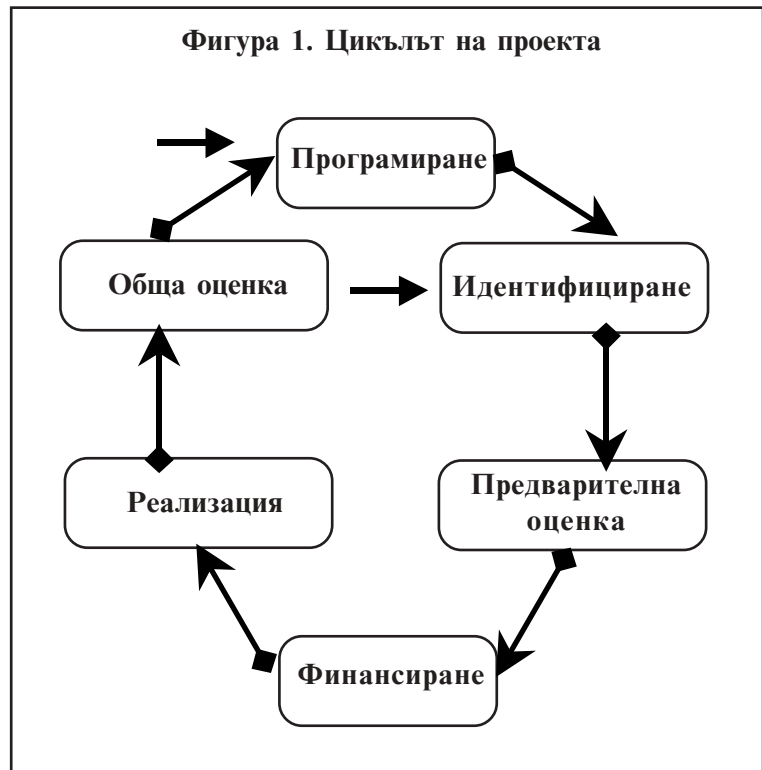 Фигура 1. Цикълът на проекта
Програмиране
Обща оценка
Идентифициране
Реализация
Предварителна
оценка
Финансиране